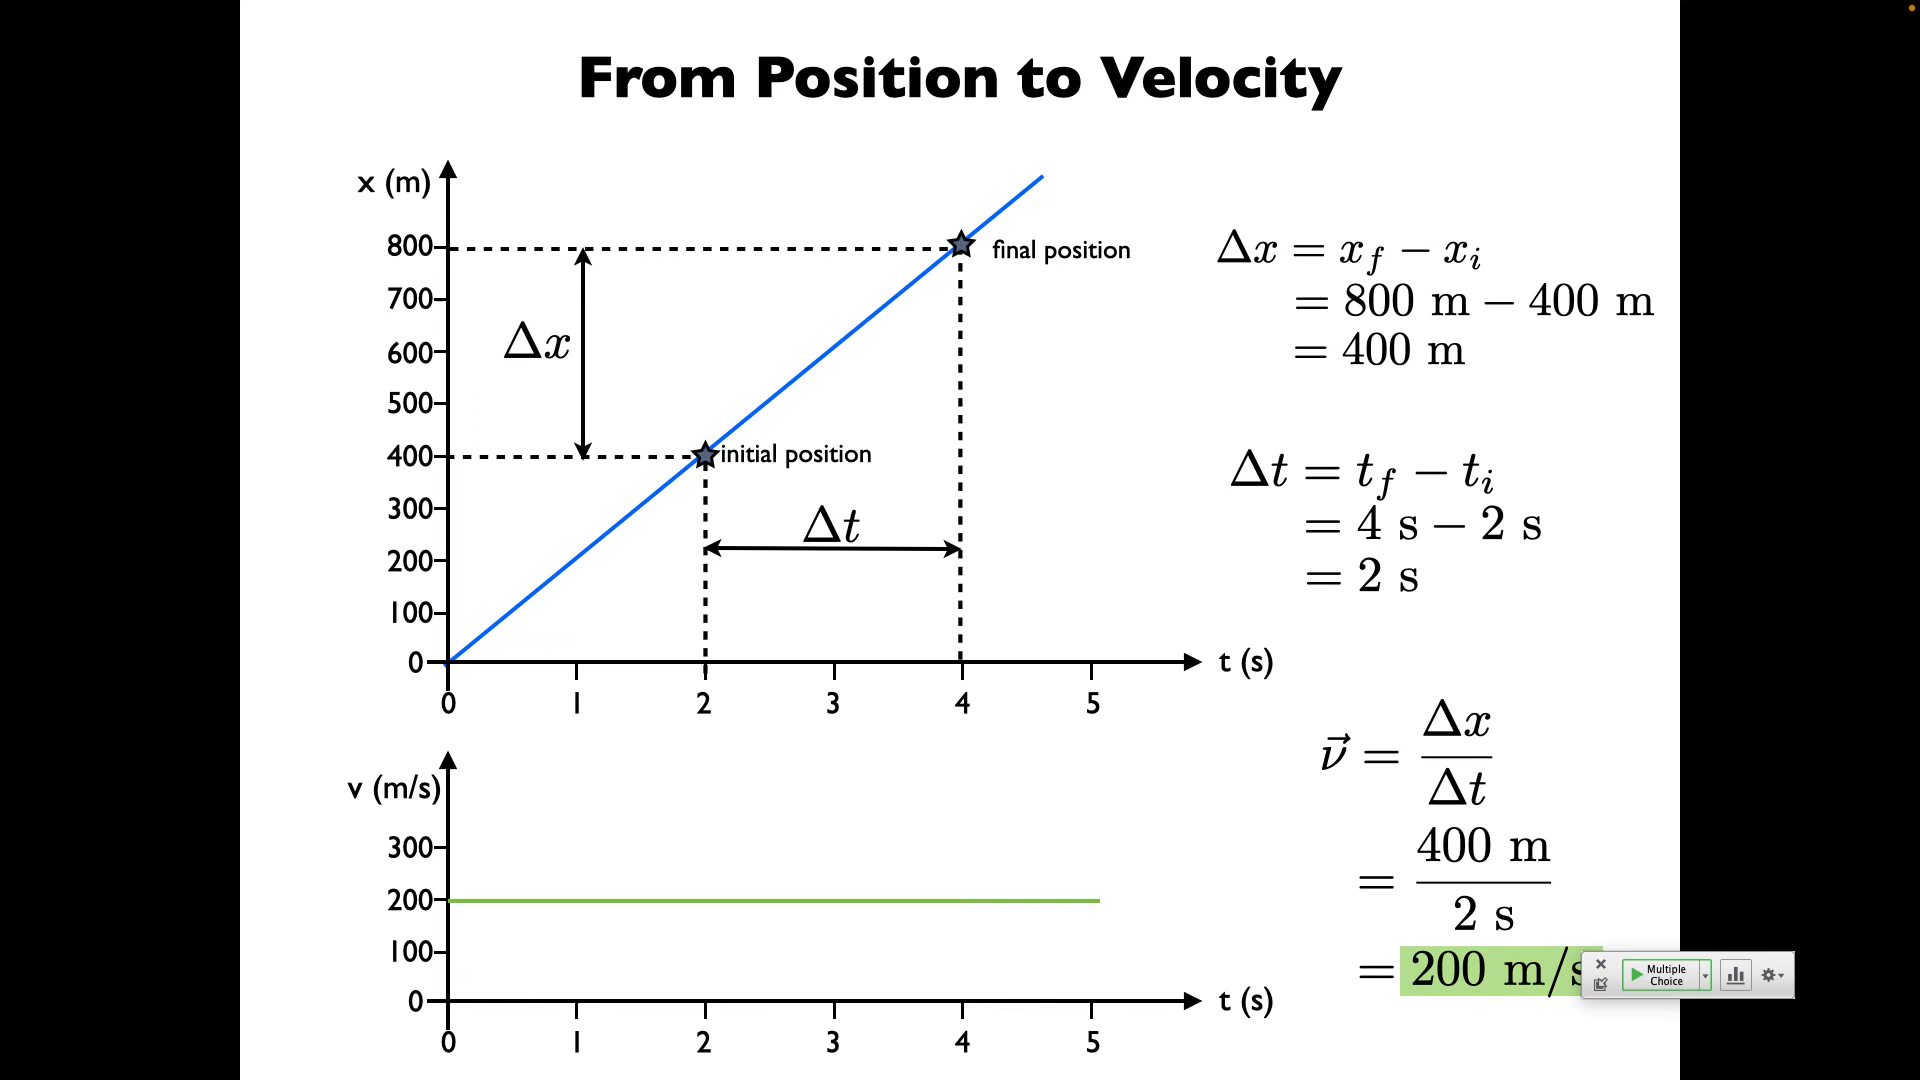 From Position to Velocity
x (m)
800
700
600
500
400
300
200
100
0
Δx
Δt
initial position
final position
0 1 2 3 4 5
t (s)
v (m/s)
300
200
100
0
0 1 2 3 4 5
t (s)
Δx = x_f − x_i
= 800 m − 400 m
= 400 m
Δt = t_f − t_i
= 4 s − 2 s
= 2 s
ν⃗ = Δx/Δt
= 400 m/2 s
= 200 m/s
Multiple
Choice